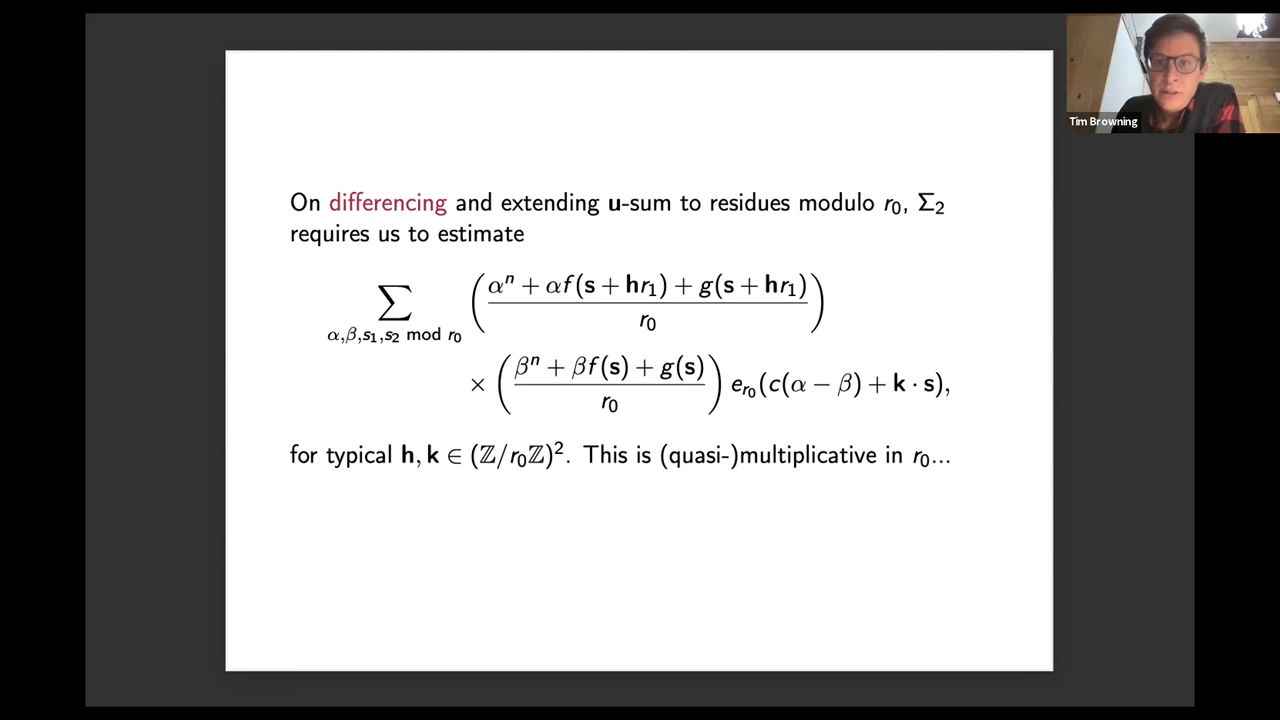 Tim Browning
On differencing and extending **u**-sum to residues modulo r₀, Σ₂
requires us to estimate
∑_{α,β,s₁,s₂ mod r₀} ( (αⁿ + αf(**s** + **h**r₁) + g(**s** + **h**r₁)) / r₀ )
× ( (βⁿ + βf(**s**) + g(**s**)) / r₀ ) e_{r₀}(c(α − β) + **k** · **s**),
for typical **h**, **k** ∈ (ℤ/r₀ℤ)². This is (quasi-)multiplicative in r₀...